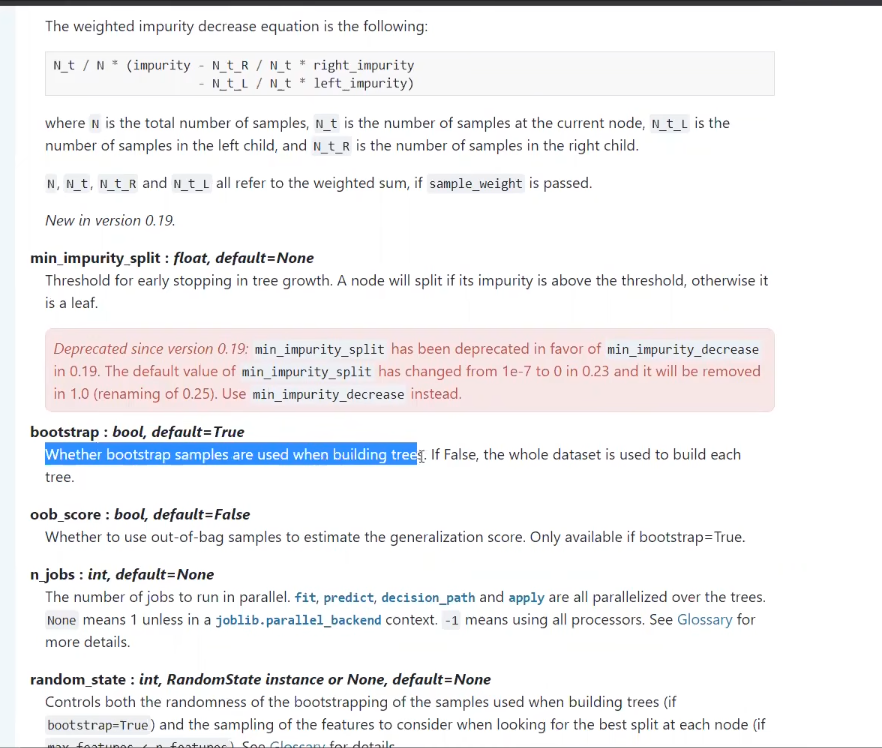 The weighted impurity decrease equation is the following:
N_t / N * (impurity - N_t_R / N_t * right_impurity
- N_t_L / N_t * left_impurity)
where N is the total number of samples, N_t is the number of samples at the current node, N_t_L is the
number of samples in the left child, and N_t_R is the number of samples in the right child.
N, N_t, N_t_R and N_t_L all refer to the weighted sum, if sample_weight is passed.
New in version 0.19.
min_impurity_split : float, default=None
Threshold for early stopping in tree growth. A node will split if its impurity is above the threshold, otherwise it
is a leaf.
Deprecated since version 0.19: min_impurity_split has been deprecated in favor of min_impurity_decrease
in 0.19. The default value of min_impurity_split has changed from 1e-7 to 0 in 0.23 and it will be removed
in 1.0 (renaming of 0.25). Use min_impurity_decrease instead.
bootstrap : bool, default=True
Whether bootstrap samples are used when building trees. If False, the whole dataset is used to build each
tree.
oob_score : bool, default=False
Whether to use out-of-bag samples to estimate the generalization score. Only available if bootstrap=True.
n_jobs : int, default=None
The number of jobs to run in parallel. fit, predict, decision_path and apply are all parallelized over the trees.
None means 1 unless in a joblib.parallel_backend context. -1 means using all processors. See Glossary for
more details.
random_state : int, RandomState instance or None, default=None
Controls both the randomness of the bootstrapping of the samples used when building trees (if
bootstrap=True) and the sampling of the features to consider when looking for the best split at each node (if
max_features < n_features). See Glossary for details.